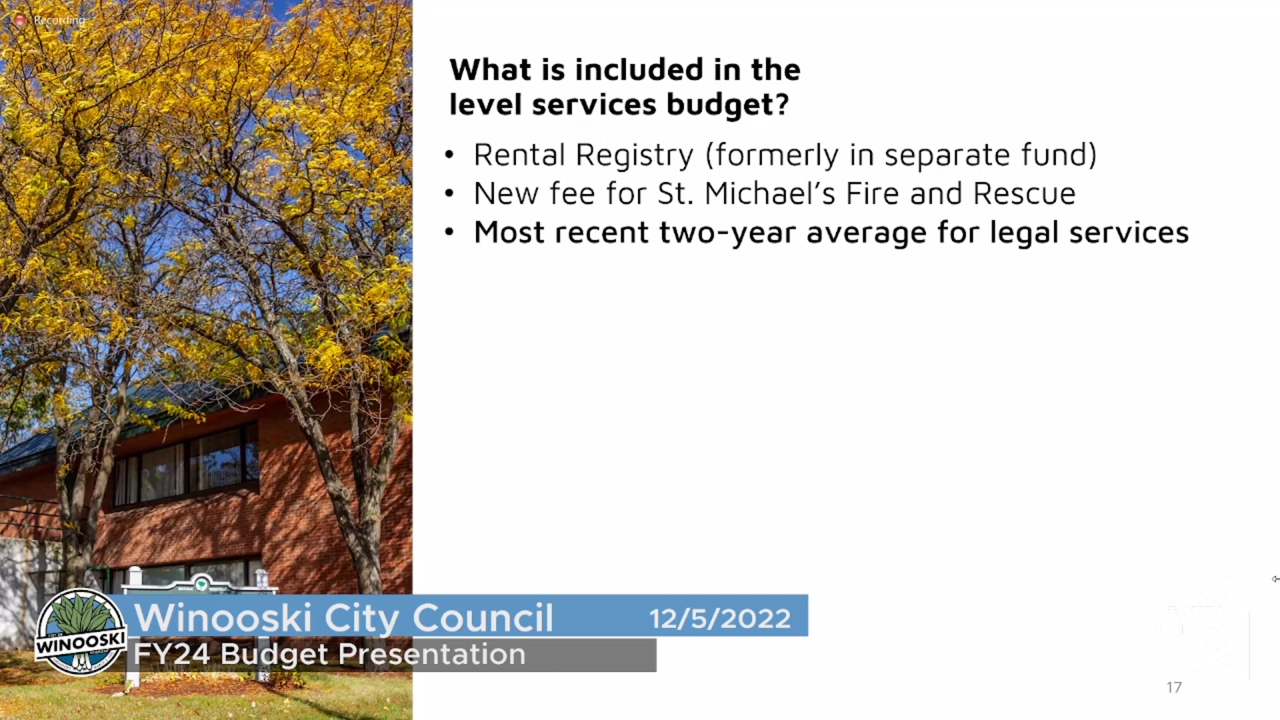 Recording
What is included in the
level services budget?
• Rental Registry (formerly in separate fund)
• New fee for St. Michael’s Fire and Rescue
• Most recent two-year average for legal services
Winooski City Council 12/5/2022
WINOOSKI
FY24 Budget Presentation
17